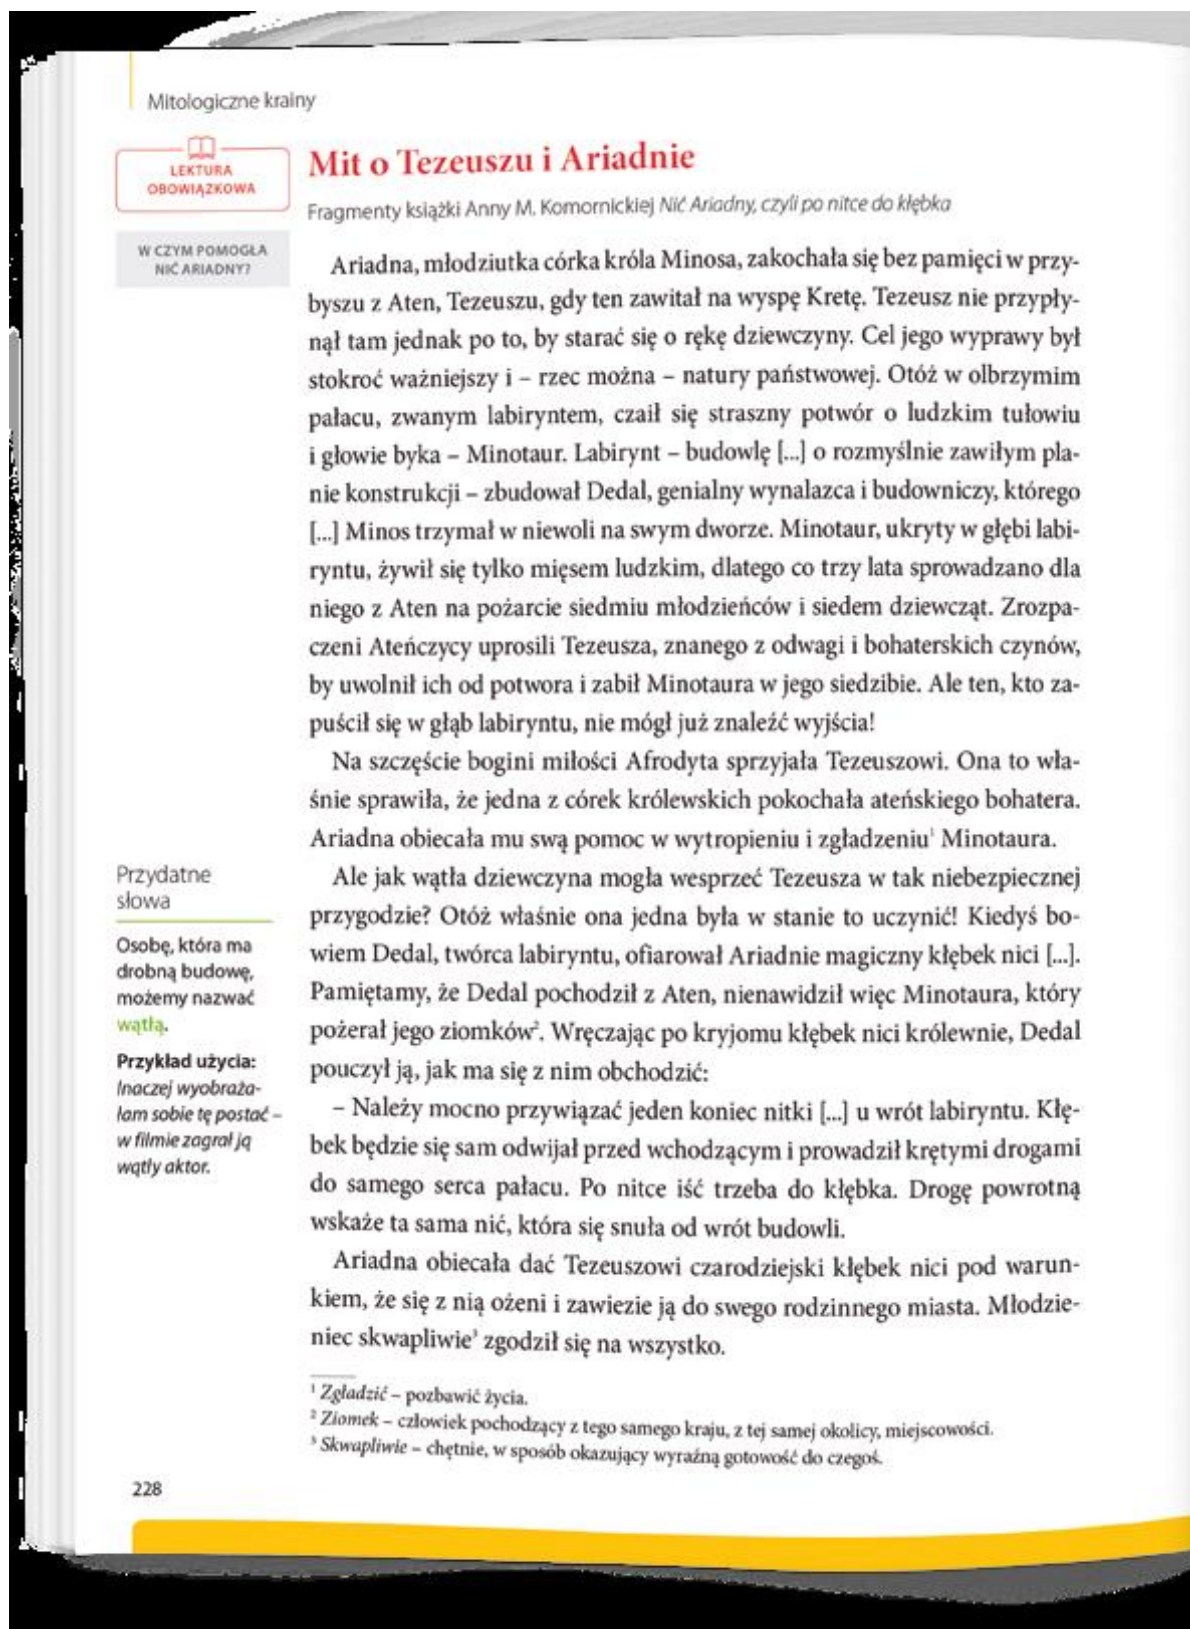 Mitologiczne krainy
LEKTURA
OBOWIĄZKOWA
W CZYM POMOGŁA
NIĆ ARIADNY?
Mit o Tezeuszu i Ariadnie
Fragmenty książki Anny M. Komornickiej Nić Ariadny, czyli po nitce do kłębka
Ariadna, młodziutka córka króla Minosa, zakochała się bez pamięci w przy-
byszu z Aten, Tezeuszu, gdy ten zawitał na wyspę Kretę. Tezeusz nie przypły-
nął tam jednak po to, by starać się o rękę dziewczyny. Cel jego wyprawy był
stokroć ważniejszy i – rzec można – natury państwowej. Otóż w olbrzymim
pałacu, zwanym labiryntem, czaił się straszny potwór o ludzkim tułowiu
i głowie byka – Minotaur. Labirynt – budowlę [...] o rozmyślnie zawiłym pla-
nie konstrukcji – zbudował Dedal, genialny wynalazca i budowniczy, którego
[...] Minos trzymał w niewoli na swym dworze. Minotaur, ukryty w głębi labi-
ryntu, żywił się tylko mięsem ludzkim, dlatego co trzy lata sprowadzano dla
niego z Aten na pożarcie siedmiu młodzieńców i siedem dziewcząt. Zrozpa-
czeni Ateńczycy uprosili Tezeusza, znanego z odwagi i bohaterskich czynów,
by uwolnił ich od potwora i zabił Minotaura w jego siedzibie. Ale ten, kto za-
puścił się w głąb labiryntu, nie mógł już znaleźć wyjścia!
Na szczęście bogini miłości Afrodyta sprzyjała Tezeuszowi. Ona to wła-
śnie sprawiła, że jedna z córek królewskich pokochała ateńskiego bohatera.
Ariadna obiecała mu swą pomoc w wytropieniu i zgładzeniu¹ Minotaura.
Ale jak wątła dziewczyna mogła wesprzeć Tezeusza w tak niebezpiecznej
przygodzie? Otóż właśnie ona jedna była w stanie to uczynić! Kiedyś bo-
wiem Dedal, twórca labiryntu, ofiarował Ariadnie magiczny kłębek nici [...].
Pamiętamy, że Dedal pochodził z Aten, nienawidził więc Minotaura, który
pożerał jego ziomków². Wręczając po kryjomu kłębek nici królewnie, Dedal
pouczył ją, jak ma się z nim obchodzić:
– Należy mocno przywiązać jeden koniec nitki [...] u wrót labiryntu. Kłę-
bek będzie się sam odwijał przed wchodzącym i prowadził krętymi drogami
do samego serca pałacu. Po nitce iść trzeba do kłębka. Drogę powrotną
wskaże ta sama nić, która się snuła od wrót budowli.
Ariadna obiecała dać Tezeuszowi czarodziejski kłębek nici pod warun-
kiem, że się z nią ożeni i zawiezie ją do swego rodzinnego miasta. Młodzie-
niec skwapliwie³ zgodził się na wszystko.
Przydatne
słowa
Osobę, która ma
drobną budowę,
możemy nazwać
wątłą.
Przykład użycia:
Inaczej wyobraża-
łam sobie tę postać –
w filmie zagrał ją
wątły aktor.
¹ Zgładzić – pozbawić życia.
² Ziomek – człowiek pochodzący z tego samego kraju, z tej samej okolicy, miejscowości.
³ Skwapliwie – chętnie, w sposób okazujący wyraźną gotowość do czegoś.
228